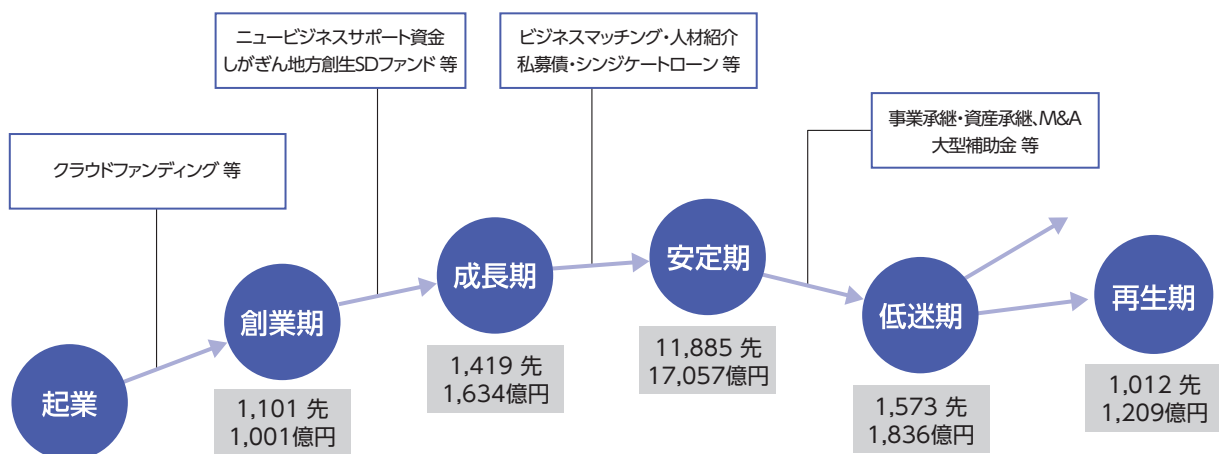 ニュービジネスサポート資金
しがぎん地方創生SDファンド 等
ビジネスマッチング・人材紹介
私募債・シンジケートローン 等
事業承継・資産承継、M&A
大型補助金 等
クラウドファンディング 等
起業
創業期
1,101 先
1,001億円
成長期
1,419 先
1,634億円
安定期
11,885 先
17,057億円
低迷期
1,573 先
1,836億円
再生期
1,012 先
1,209億円